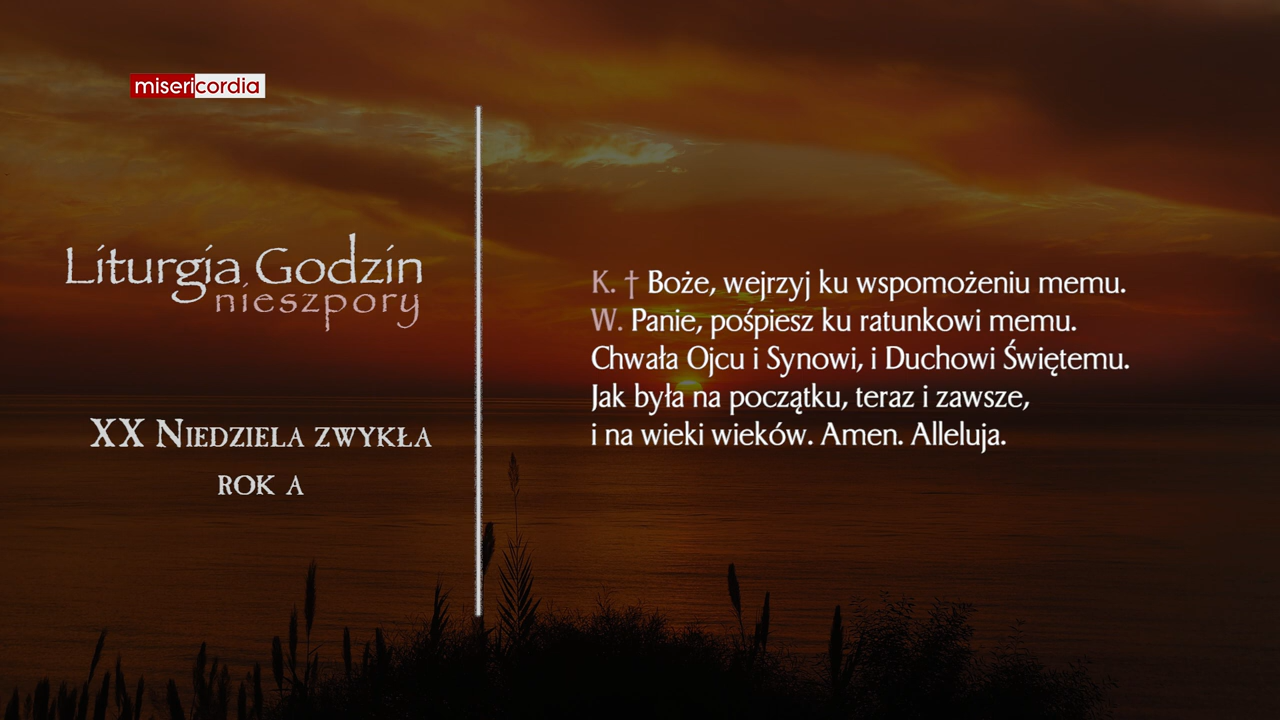 misericordia
Liturgia Godzin
nieszpory
XX Niedziela zwykła
rok A
K. † Boże, wejrzyj ku wspomożeniu memu.
W. Panie, pośpiesz ku ratunkowi memu.
Chwała Ojcu i Synowi, i Duchowi Świętemu.
Jak była na początku, teraz i zawsze,
i na wieki wieków. Amen. Alleluja.